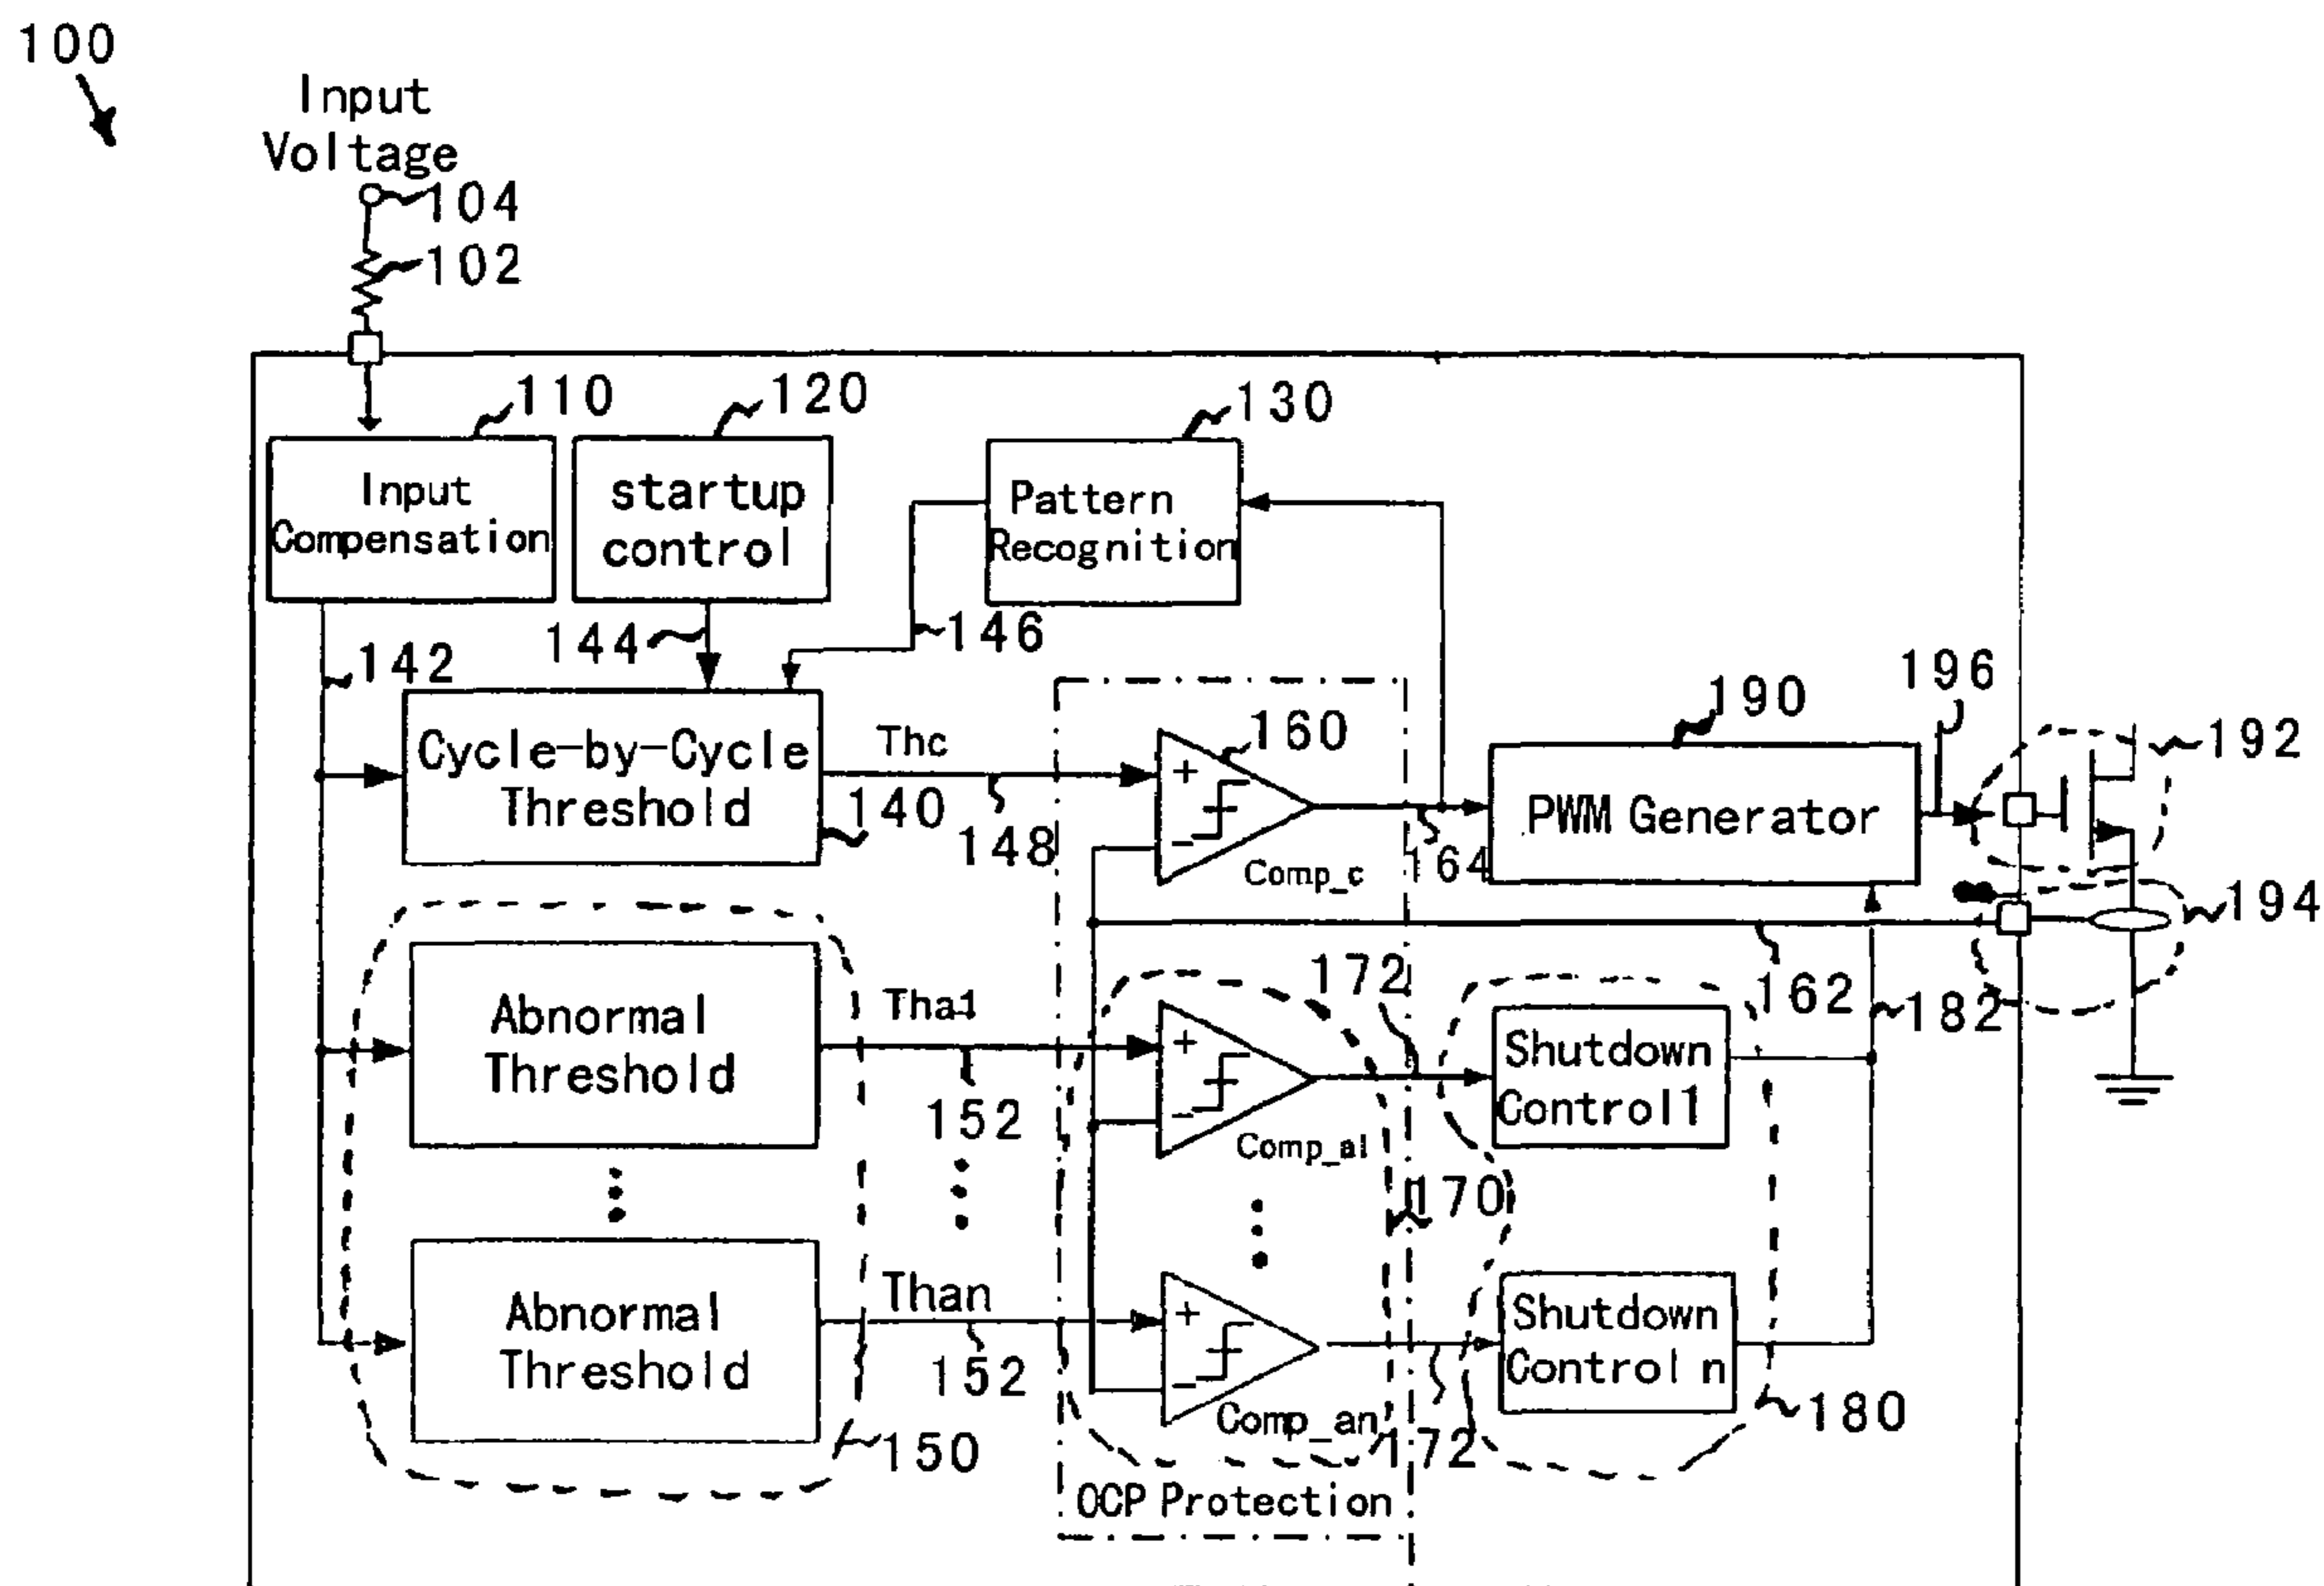 100
Input
Voltage
104
102
110
120
130
Input
Compensation
startup
control
Pattern
Recognition
144
146
142
196
190
192
Cycle-by-Cycle
Threshold
Thc
160
+
−
140
148
Comp_c
164
PWM Generator
194
172
162
182
Abnormal
Threshold
Tha1
152
+
−
Comp_a1
Shutdown
Control1
170
Abnormal
Threshold
Than
152
+
−
Comp_an
172
Shutdown
Control n
180
150
OCP Protection